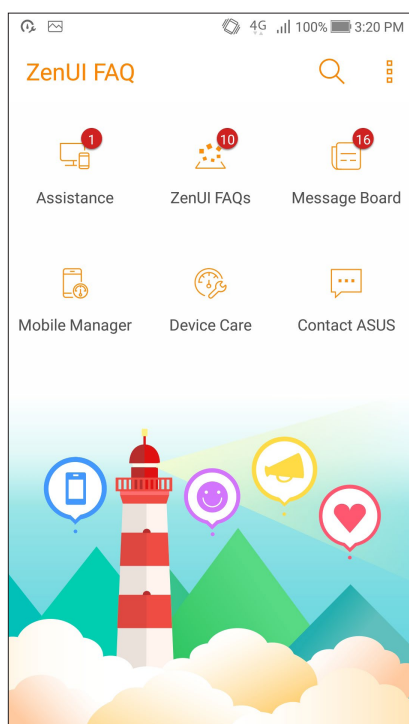 4G 100% 3:20 PM
ZenUI FAQ
1 10 16
Assistance ZenUI FAQs Message Board
Mobile Manager Device Care Contact ASUS